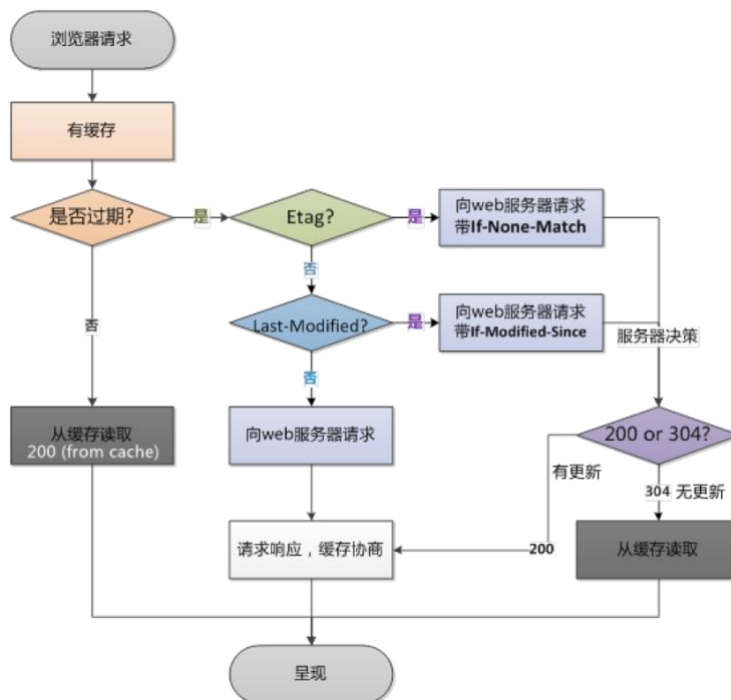 浏览器请求
有缓存
是否过期?
是
Etag?
是
向web服务器请求
带If-None-Match
否
否
Last-Modified?
是
向web服务器请求
带If-Modified-Since
服务器决策
否
从缓存读取
200 (from cache)
向web服务器请求
200 or 304?
有更新
304 无更新
请求响应，缓存协商
200
从缓存读取
呈现